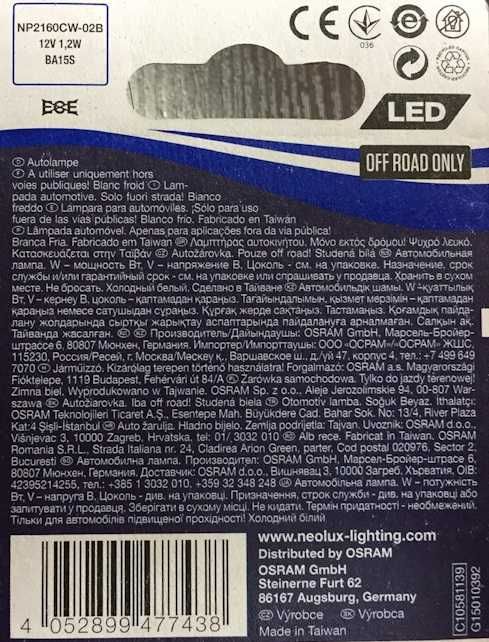 NP2160CW-02B
12V 1,2W
BA15S
CE
036
LED
OFF ROAD ONLY
Autolampe
A utiliser uniquement hors
voies publiques! Blanc froid Lam-
pada automotive. Solo fuori strada! Bianco
freddo Lámpara para automóviles. ¡Sólo para uso
fuera de las vías públicas! Blanco frío. Fabricado en Taiwán
Lâmpada automóvel. Apenas para aplicações fora da via pública!
Branca Fria. Fabricado em Taiwan Λαμπτήρας αυτοκινήτου. Μόνο εκτός δρόμου! Ψυχρό λευκό.
Κατασκευάζεται στην Ταϊβάν Autožárovka. Pouze off road! Studená bílá Автомобильная
лампа. W – мощность Вт, V – напряжение В, Цоколь - см. на упаковке. Назначение, срок
службы и/или гарантийный срок- см. на упаковке или спрашивать у продавца. Хранить в сухом
месте. Не бросать. Холодный белый. Сделано в Тайване Автомобильдік шамы. W –қуаттылық
Вт, V – кернеу В, цоколь – қаптамадан қараңыз. Тағайындалымын, қызмет мерзімін – қаптамадан
қараңыз немесе сатушыдан сұраңыз. Құрғақ жерде сақтаңыз. Тастамаңыз. Қоғамдық пайда-
лану жолдарында сыртқы жарықтау аспаптарында пайдалануға арналмаған. Салқын ақ.
Тайванда жасалған. Производитель/Дайындаушы: OSRAM GmbH, Марсель-Бройер-
штрассе 6, 80807 Мюнхен, Германия. Импортер/Импорттаушы: ООО «ОСРАМ»/«ОСРАМ» ЖШС,
115230, Россия/Ресей, г. Москва/Мәскеу қ., Варшавское ш., д./үй 47, корпус 4, тел.: +7 499 649
7070 Járműizzó. Kizárólag terepen történő használatra! Forgalmazó: OSRAM a.s. Magyarországi
Fióktelepe, 1119 Budapest, Fehérvári út 84/A Żarówka samochodowa. Tylko do jazdy terenowej!
Zimna biel. Wyprodukowano w Tajwanie. OSRAM Sp. z o.o., Aleje Jerozolimskie 94, 00-807 War-
szawa Autožiarovka. Iba off road! Studená biela Otomotiv lamba. Soğuk Beyaz. İthalatcı.
OSRAM Teknolojileri Ticaret A.Ş., Esentepe Mah. Büyükdere Cad. Bahar Sok. No: 13/4, River Plaza
Kat:4 Şişli-İstanbul Auto žarulja. Hladno bijelo. Zemlja podrijetla: Tajvan. Uvoznik: OSRAM d.o.o.,
Višnjevac 3, 10000 Zagreb, Hrvatska, tel: 01/ 3032 010 Alb rece. Fabricat in Taiwan. OSRAM
Romania S.R.L., Strada Italiana nr.24, Cladirea Arion Green, parter, Cod postal 020976, Sector 2,
Bucuresti Автомобилна лампа. Производител: OSRAM GmbH, Марсел-Бройер-штрассе 6,
80807 Мюнхен, Германия. Доставчик: OSRAM d.o.o., Вишнявац 3, 10000 Загреб, Хърватия, OIB:
42395214255, тел.: +385 1 3032 010, +359 32 348 248 Автомобільна лампа. W – потужність
Вт, V – напруга В, Цоколь - див. на упаковці. Призначення, строк служби - див. на упаковці або
запитувати у продавця. Зберігати в сухому місці. Не кидати. Термін придатності - необмежений.
Тільки для автомобілів підвищеної прохідності! Холодний білий
4 052899 477438
www.neolux-lighting.com
Distributed by OSRAM
OSRAM GmbH
Steinerne Furt 62
86167 Augsburg, Germany
CZ Výrobce SK Výrobca
Made in Taiwan
C10581139
G15010392